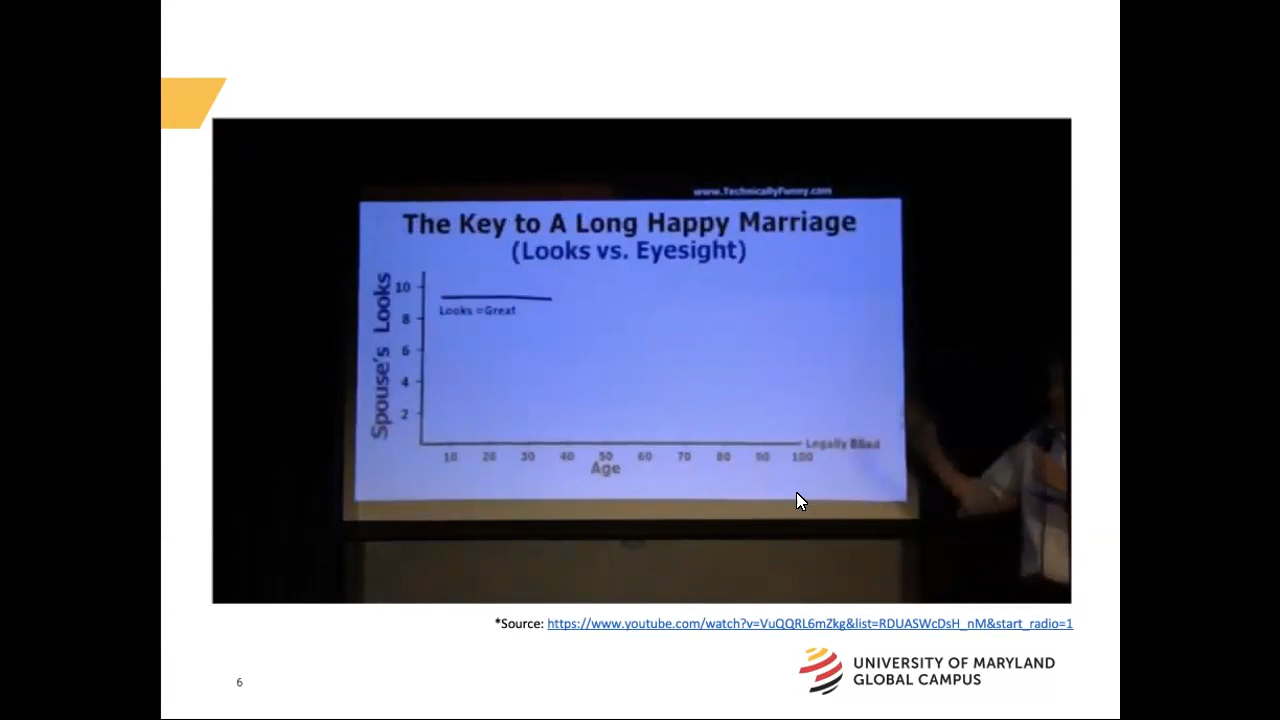 www.TechnicallyFunny.com
The Key to A Long Happy Marriage
(Looks vs. Eyesight)
Spouse's Looks
10
8
6
4
2
Looks =Great
Legally Blind
10 20 30 40 50 60 70 80 90 100
Age
*Source: https://www.youtube.com/watch?v=VuQQRL6mZkg&list=RDUASWcDsH_nM&start_radio=1
UNIVERSITY OF MARYLAND
GLOBAL CAMPUS
6